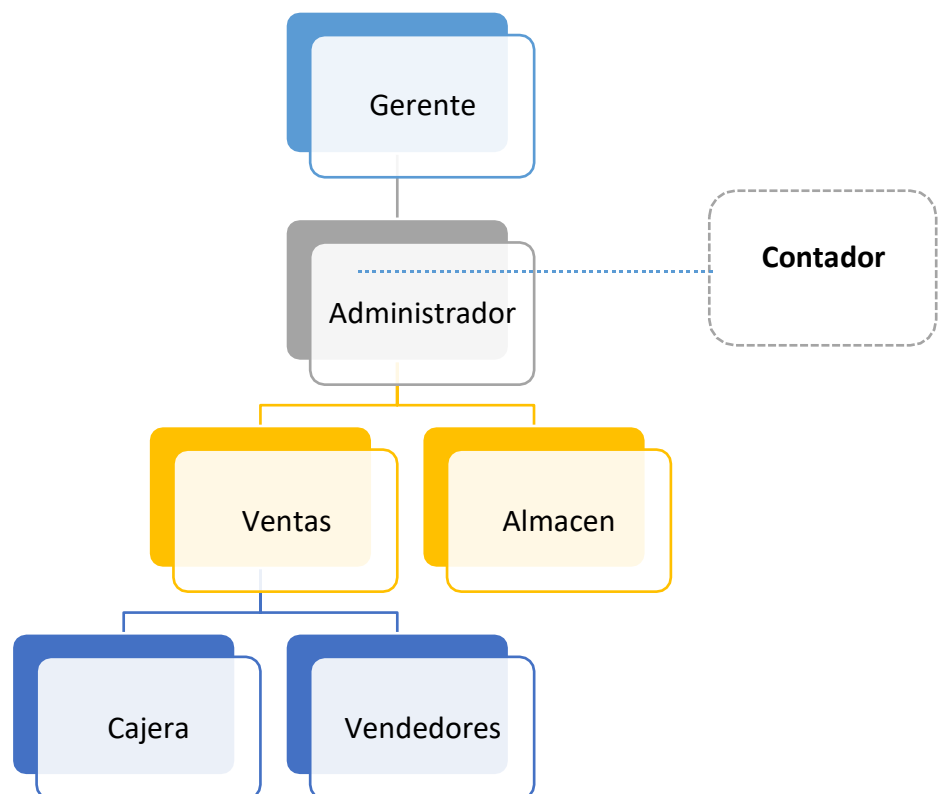 Gerente
Contador
Administrador
Ventas
Almacen
Cajera
Vendedores